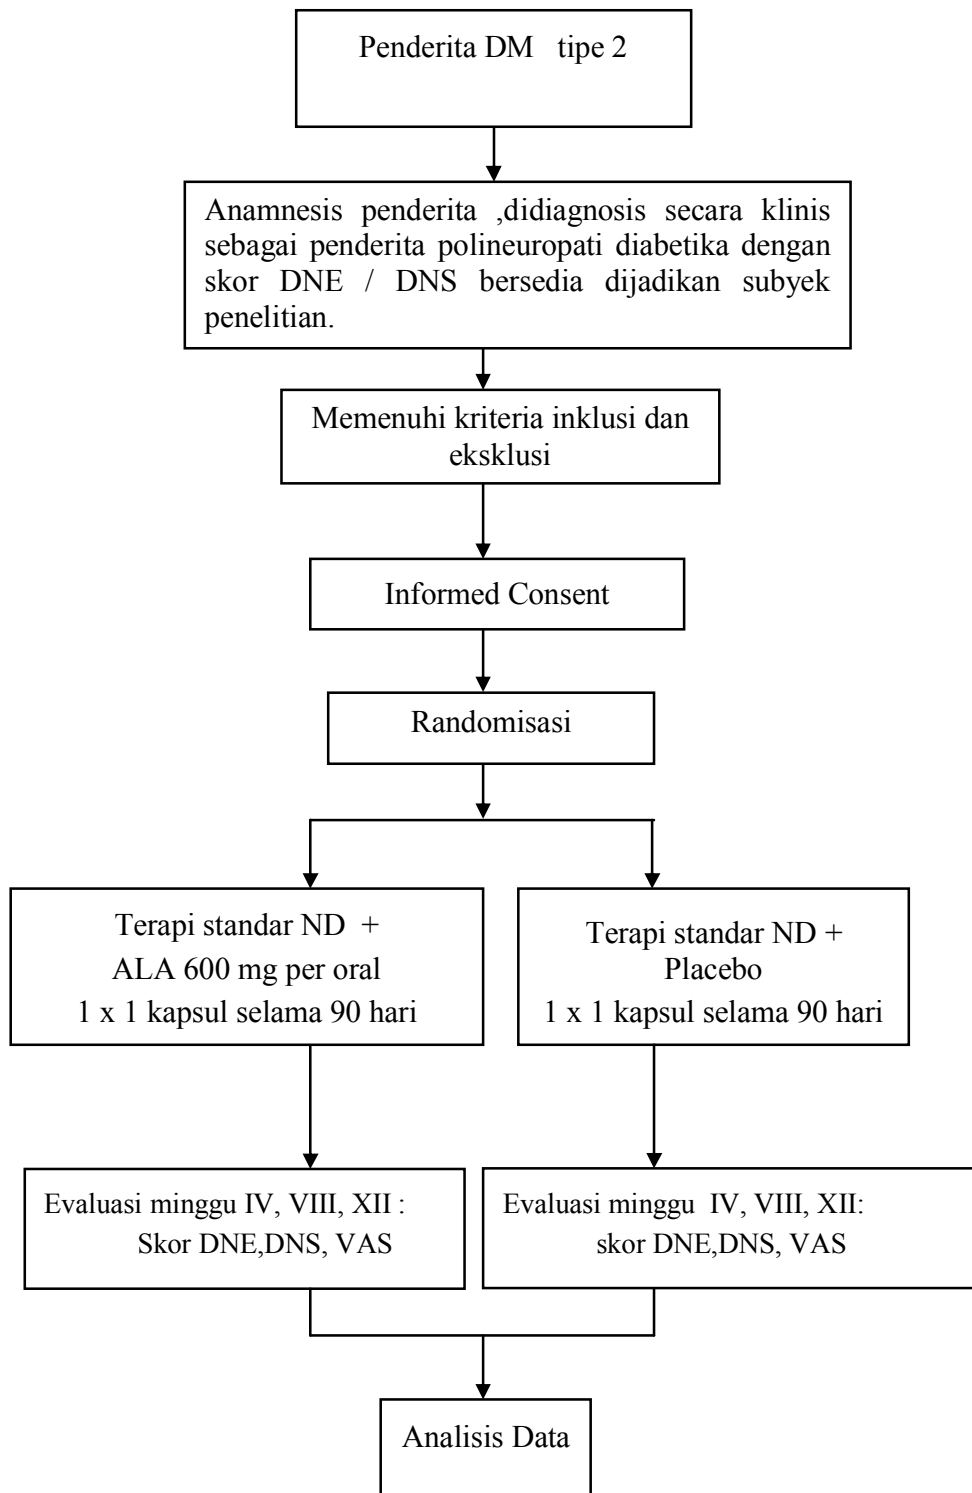 Penderita DM   tipe 2
Anamnesis penderita ,didiagnosis secara klinis
sebagai penderita polineuropati diabetika dengan
skor DNE / DNS bersedia dijadikan subyek
penelitian.
Memenuhi kriteria inklusi dan
eksklusi
Informed Consent
Randomisasi
Terapi standar ND  +
ALA 600 mg per oral
1 x 1 kapsul selama 90 hari
Terapi standar ND +
Placebo
1 x 1 kapsul selama 90 hari
Evaluasi minggu IV, VIII, XII :
Skor DNE,DNS, VAS
Evaluasi minggu  IV, VIII, XII:
skor DNE,DNS, VAS
Analisis Data